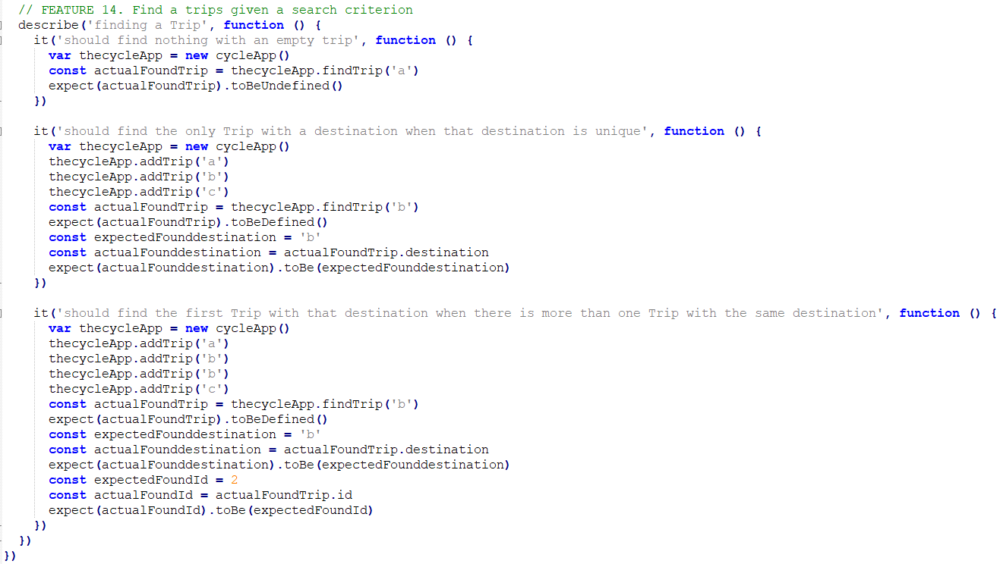 // FEATURE 14. Find a trips given a search criterion
describe('finding a Trip', function () {
it('should find nothing with an empty trip', function () {
var thecycleApp = new cycleApp()
const actualFoundTrip = thecycleApp.findTrip('a')
expect(actualFoundTrip).toBeUndefined()
})
it('should find the only Trip with a destination when that destination is unique', function () {
var thecycleApp = new cycleApp()
thecycleApp.addTrip('a')
thecycleApp.addTrip('b')
thecycleApp.addTrip('c')
const actualFoundTrip = thecycleApp.findTrip('b')
expect(actualFoundTrip).toBeDefined()
const expectedFounddestination = 'b'
const actualFounddestination = actualFoundTrip.destination
expect(actualFounddestination).toBe(expectedFounddestination)
})
it('should find the first Trip with that destination when there is more than one Trip with the same destination', function () {
var thecycleApp = new cycleApp()
thecycleApp.addTrip('a')
thecycleApp.addTrip('b')
thecycleApp.addTrip('b')
thecycleApp.addTrip('c')
const actualFoundTrip = thecycleApp.findTrip('b')
expect(actualFoundTrip).toBeDefined()
const expectedFounddestination = 'b'
const actualFounddestination = actualFoundTrip.destination
expect(actualFounddestination).toBe(expectedFounddestination)
const expectedFoundId = 2
const actualFoundId = actualFoundTrip.id
expect(actualFoundId).toBe(expectedFoundId)
})
})
})